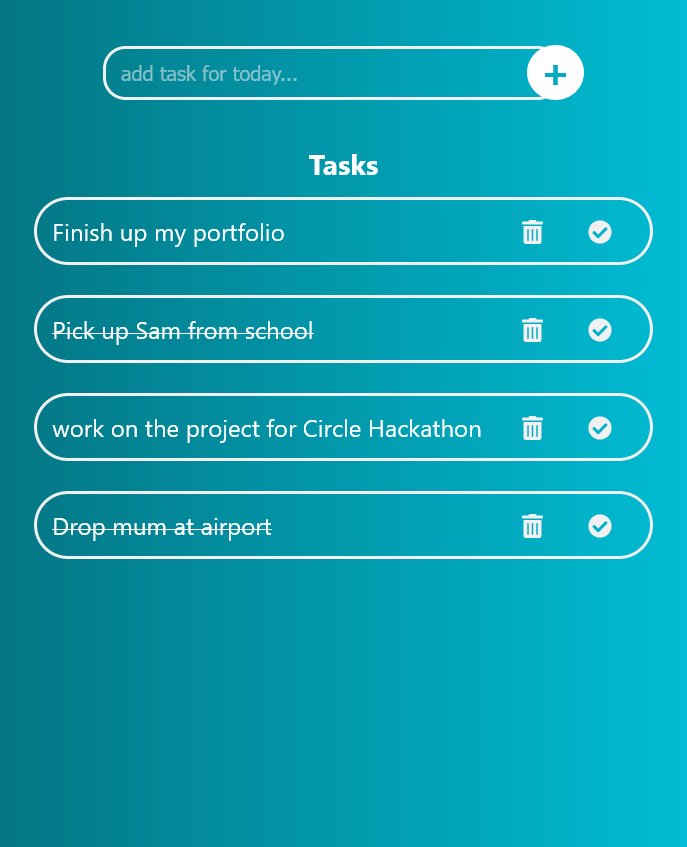 add task for today...
+
Tasks
Finish up my portfolio
Pick up Sam from school
work on the project for Circle Hackathon
Drop mum at airport